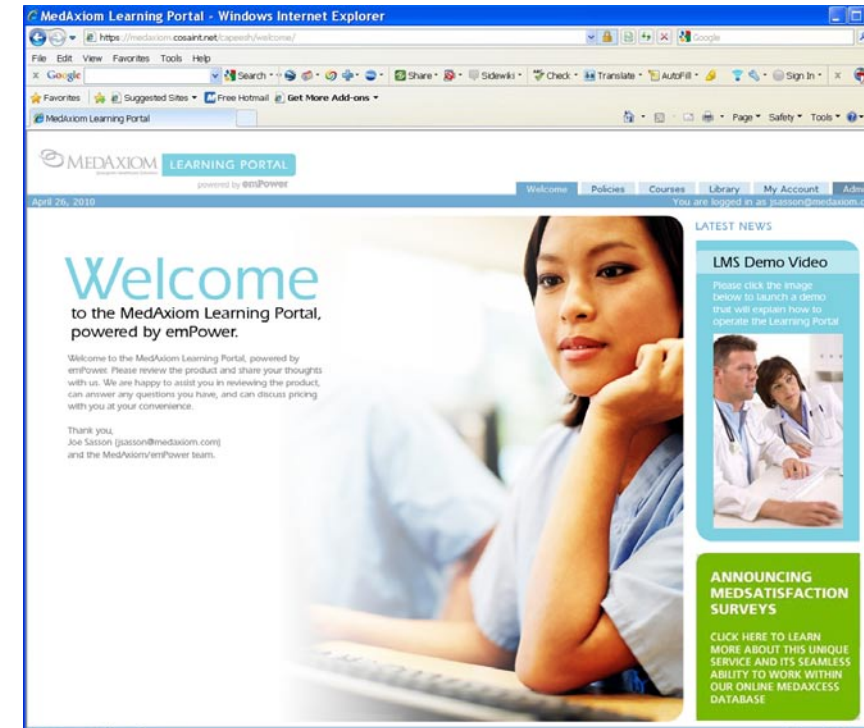 MedAxiom Learning Portal - Windows Internet Explorer
https://medaxiom.cosaint.net/capeesh/welcome/
Google
File Edit View Favorites Tools Help
x Google Search Share Sidewiki Check Translate AutoFill Sign In x
Favorites Suggested Sites Free Hotmail Get More Add-ons
MedAxiom Learning Portal
Page Safety Tools
MEDAXIOM LEARNING PORTAL
powered by emPower
Welcome Policies Courses Library My Account Admi
April 26, 2010 You are logged in as jsasson@medaxiom.c
Welcome
to the MedAxiom Learning Portal,
powered by emPower.
Welcome to the MedAxiom Learning Portal, powered by
emPower. Please review the product and share your thoughts
with us. We are happy to assist you in reviewing the product,
can answer any questions you have, and can discuss pricing
with you at your convenience.
Thank you,
Joe Sasson (jsasson@medaxiom.com)
and the MedAxiom/emPower team.
LATEST NEWS
LMS Demo Video
Please click the image
below to launch a demo
that will explain how to
operate the Learning Portal
ANNOUNCING
MEDSATISFACTION
SURVEYS
CLICK HERE TO LEARN
MORE ABOUT THIS UNIQUE
SERVICE AND ITS SEAMLESS
ABILITY TO WORK WITHIN
OUR ONLINE MEDAXCESS
DATABASE